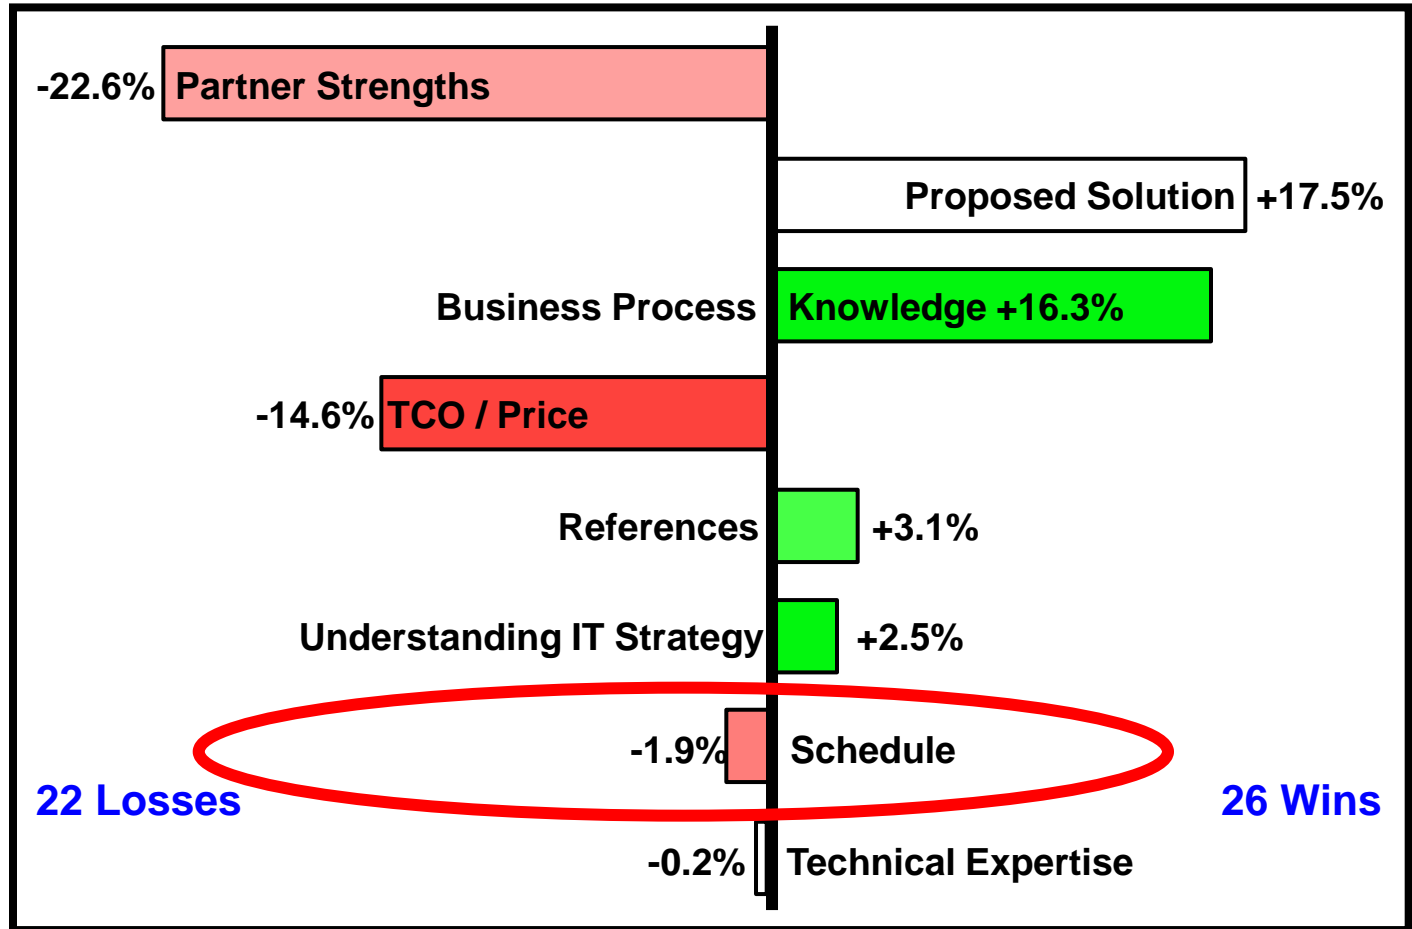 -22.6% Partner Strengths
Proposed Solution +17.5%
Business Process Knowledge +16.3%
-14.6% TCO / Price
References +3.1%
Understanding IT Strategy +2.5%
-1.9% Schedule
22 Losses 26 Wins
-0.2% Technical Expertise